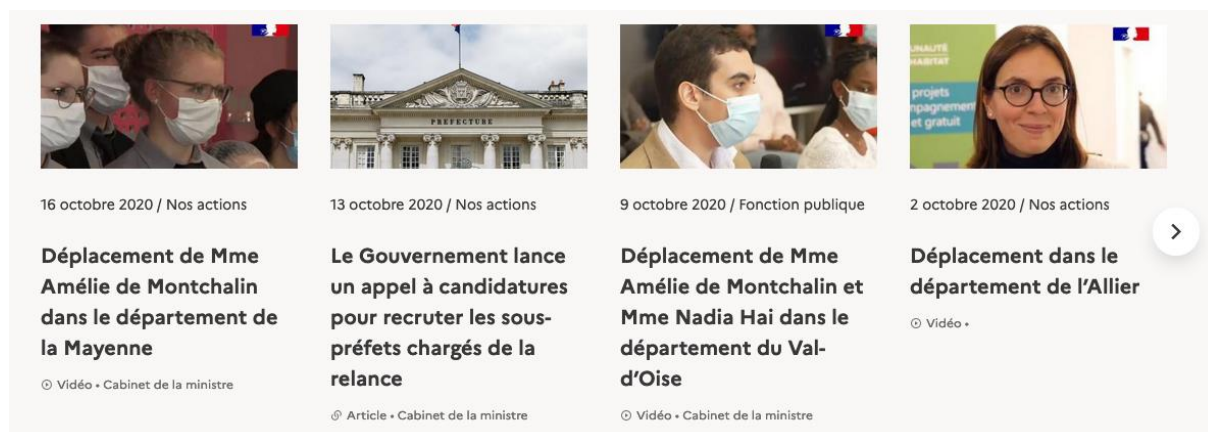 PREFECTURE
UNAUTÉ
HABITAT
projets
mpagnement
et gratuit
16 octobre 2020 / Nos actions
Déplacement de Mme
Amélie de Montchalin
dans le département de
la Mayenne
Vidéo • Cabinet de la ministre
13 octobre 2020 / Nos actions
Le Gouvernement lance
un appel à candidatures
pour recruter les sous-
préfets chargés de la
relance
Article • Cabinet de la ministre
9 octobre 2020 / Fonction publique
Déplacement de Mme
Amélie de Montchalin et
Mme Nadia Hai dans le
département du Val-
d’Oise
Vidéo • Cabinet de la ministre
2 octobre 2020 / Nos actions
Déplacement dans le
département de l’Allier
Vidéo •